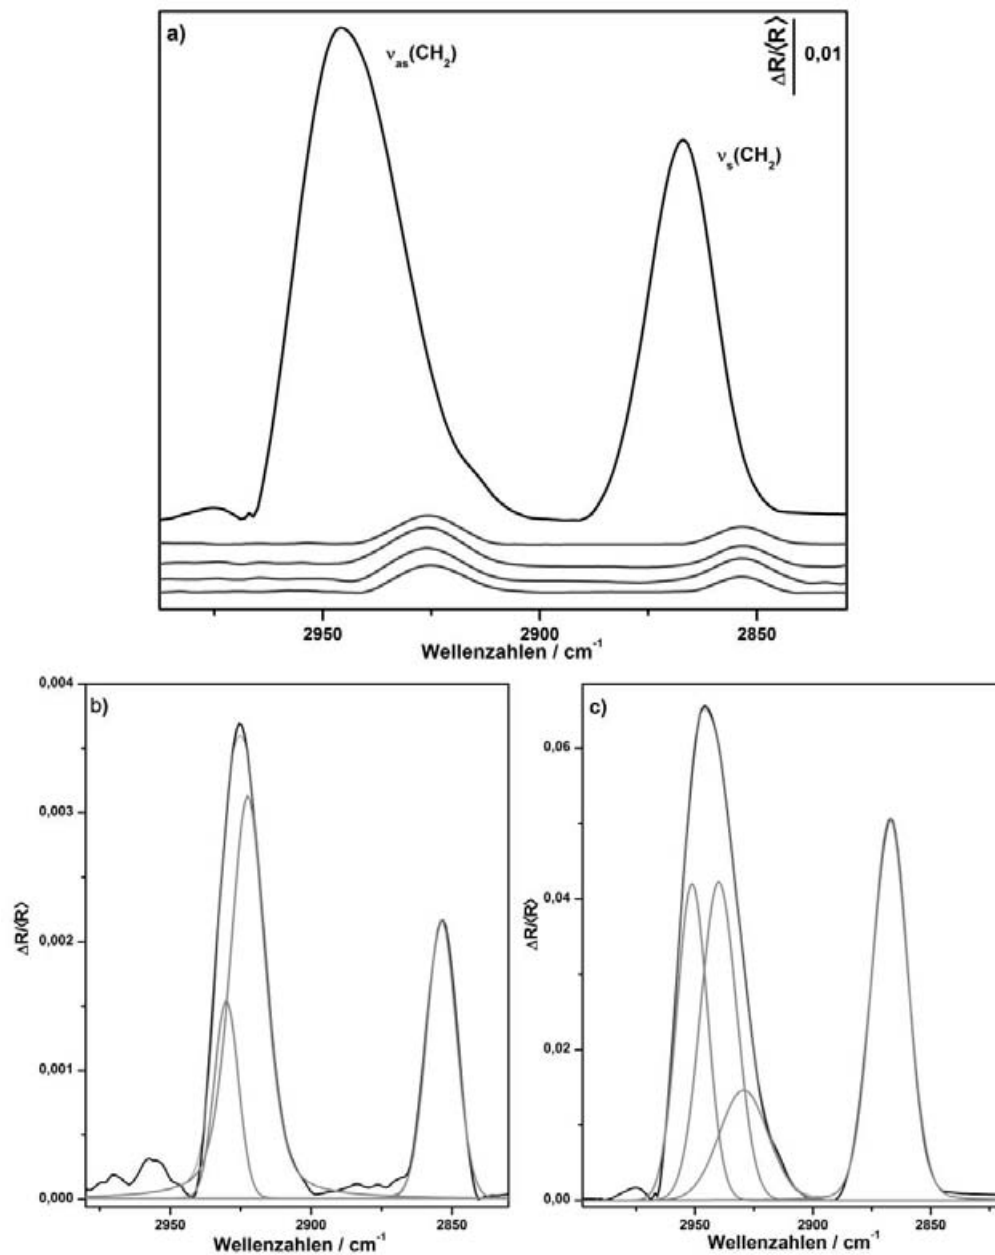 a)
ν_as(CH₂)
ΔR/⟨R⟩
0,01
ν_s(CH₂)
2950 2900 2850
Wellenzahlen / cm⁻¹
b)
0,004
0,003
0,002
0,001
0,000
ΔR/⟨R⟩
2950 2900 2850
Wellenzahlen / cm⁻¹
c)
0,06
0,04
0,02
0,00
ΔR/⟨R⟩
2950 2900 2850
Wellenzahlen / cm⁻¹